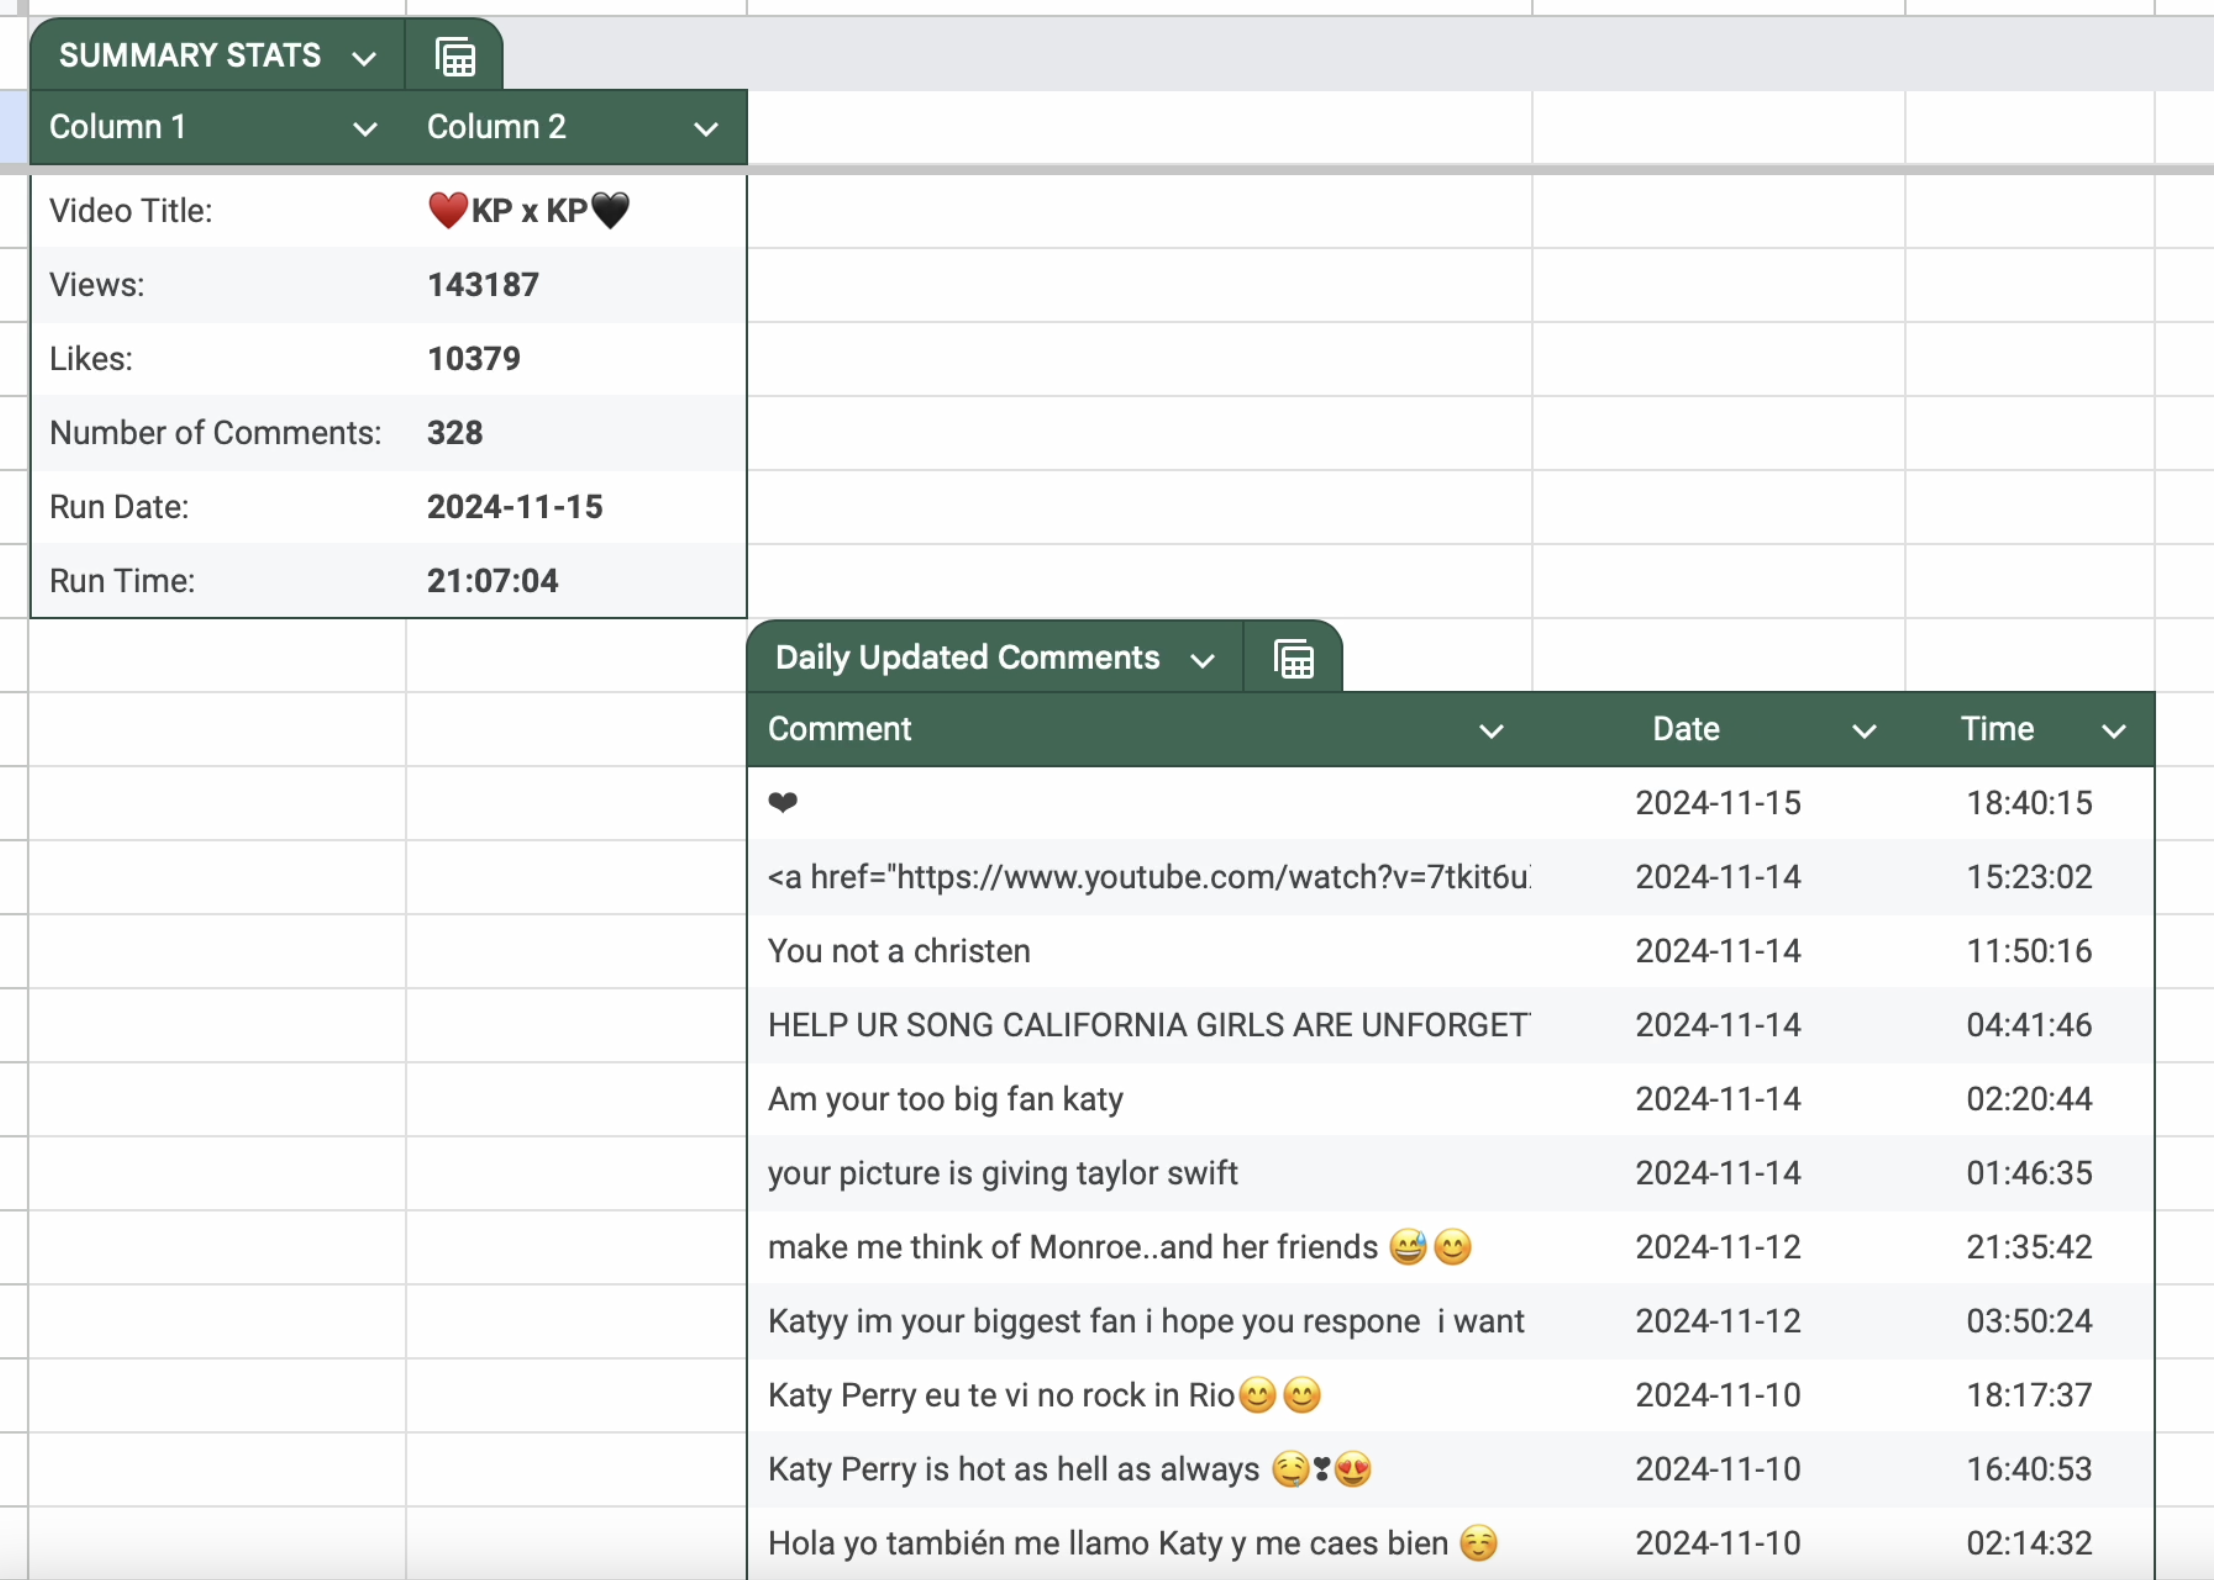 SUMMARY STATS
Column 1 Column 2
Video Title: ❤️KP x KP🖤
Views: 143187
Likes: 10379
Number of Comments: 328
Run Date: 2024-11-15
Run Time: 21:07:04
Daily Updated Comments
Comment Date Time
❤ 2024-11-15 18:40:15
<a href="https://www.youtube.com/watch?v=7tkit6u 2024-11-14 15:23:02
You not a christen 2024-11-14 11:50:16
HELP UR SONG CALIFORNIA GIRLS ARE UNFORGET 2024-11-14 04:41:46
Am your too big fan katy 2024-11-14 02:20:44
your picture is giving taylor swift 2024-11-14 01:46:35
make me think of Monroe..and her friends 😅😊 2024-11-12 21:35:42
Katyy im your biggest fan i hope you respone  i want 2024-11-12 03:50:24
Katy Perry eu te vi no rock in Rio😊😊 2024-11-10 18:17:37
Katy Perry is hot as hell as always 🤤❣😍 2024-11-10 16:40:53
Hola yo también me llamo Katy y me caes bien ☺️ 2024-11-10 02:14:32